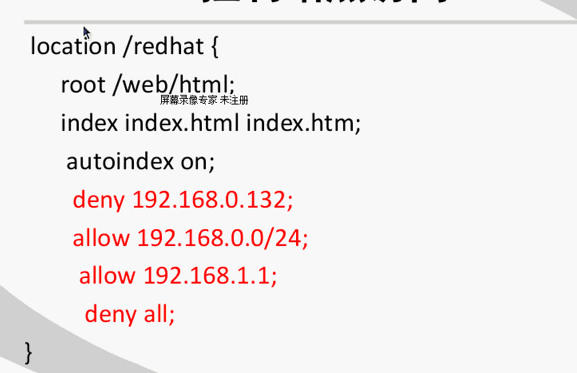 location /redhat {
root /web/html;
屏幕录像专家 未注册
index index.html index.htm;
autoindex on;
deny 192.168.0.132;
allow 192.168.0.0/24;
allow 192.168.1.1;
deny all;
}